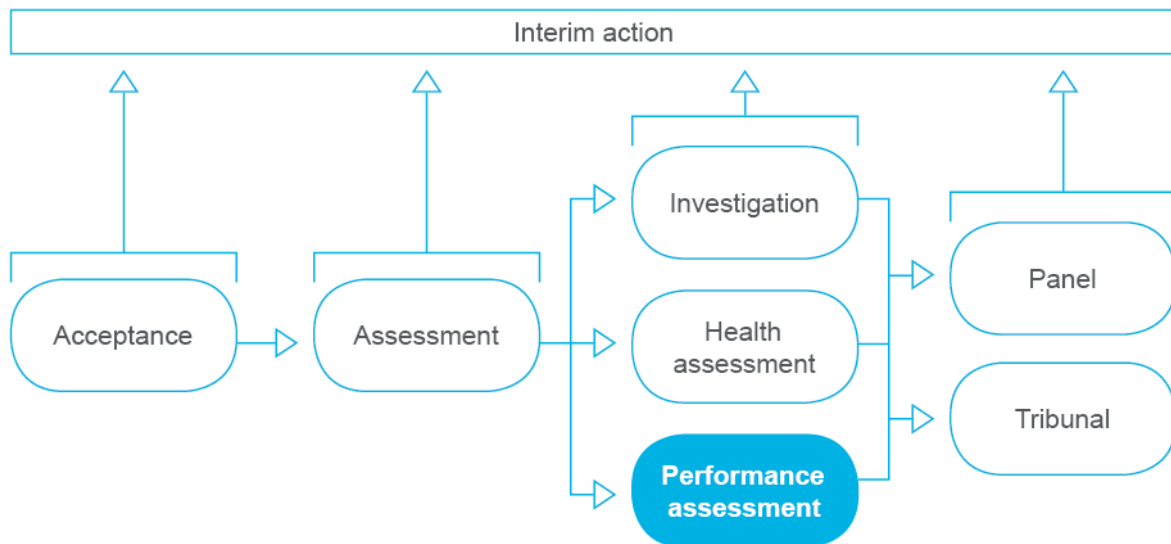 Interim action
Acceptance
Assessment
Investigation
Health
assessment
Performance
assessment
Panel
Tribunal